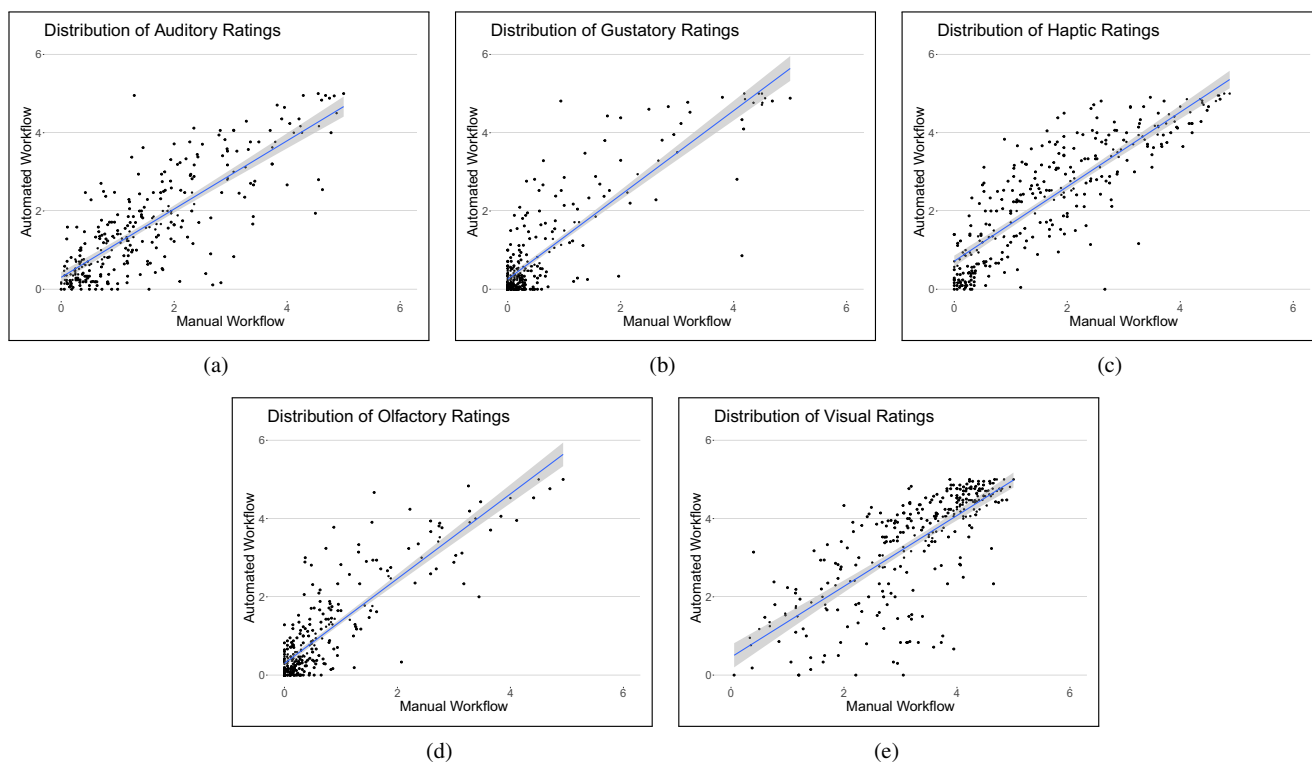 Distribution of Auditory Ratings
6
4
2
0
Automated Workflow
0 2 4 6
Manual Workflow
(a)
Distribution of Gustatory Ratings
6
4
2
0
Automated Workflow
0 2 4 6
Manual Workflow
(b)
Distribution of Haptic Ratings
6
4
2
0
Automated Workflow
0 2 4 6
Manual Workflow
(c)
Distribution of Olfactory Ratings
6
4
2
0
Automated Workflow
0 2 4 6
Manual Workflow
(d)
Distribution of Visual Ratings
6
4
2
0
Automated Workflow
0 2 4 6
Manual Workflow
(e)